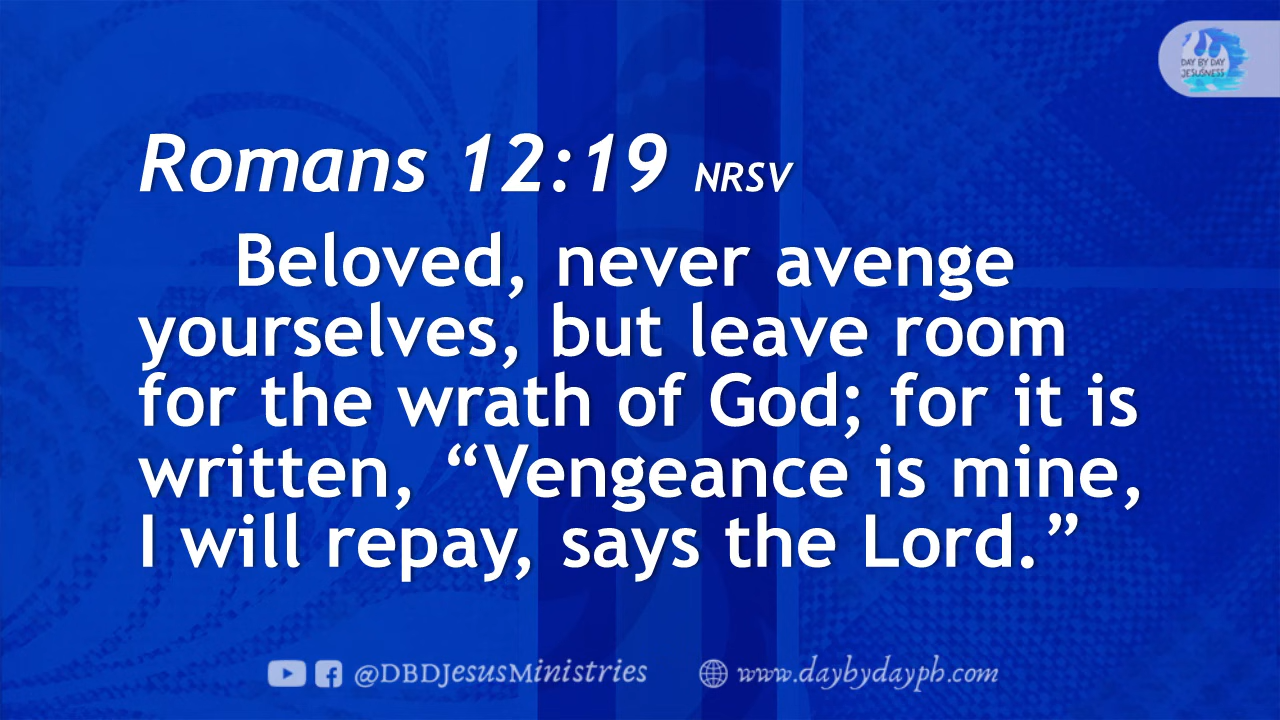 DAY BY DAY
JESUSNESS
Romans 12:19 NRSV
Beloved, never avenge
yourselves, but leave room
for the wrath of God; for it is
written, “Vengeance is mine,
I will repay, says the Lord.”
@DBDJesusMinistries www.daybydayph.com